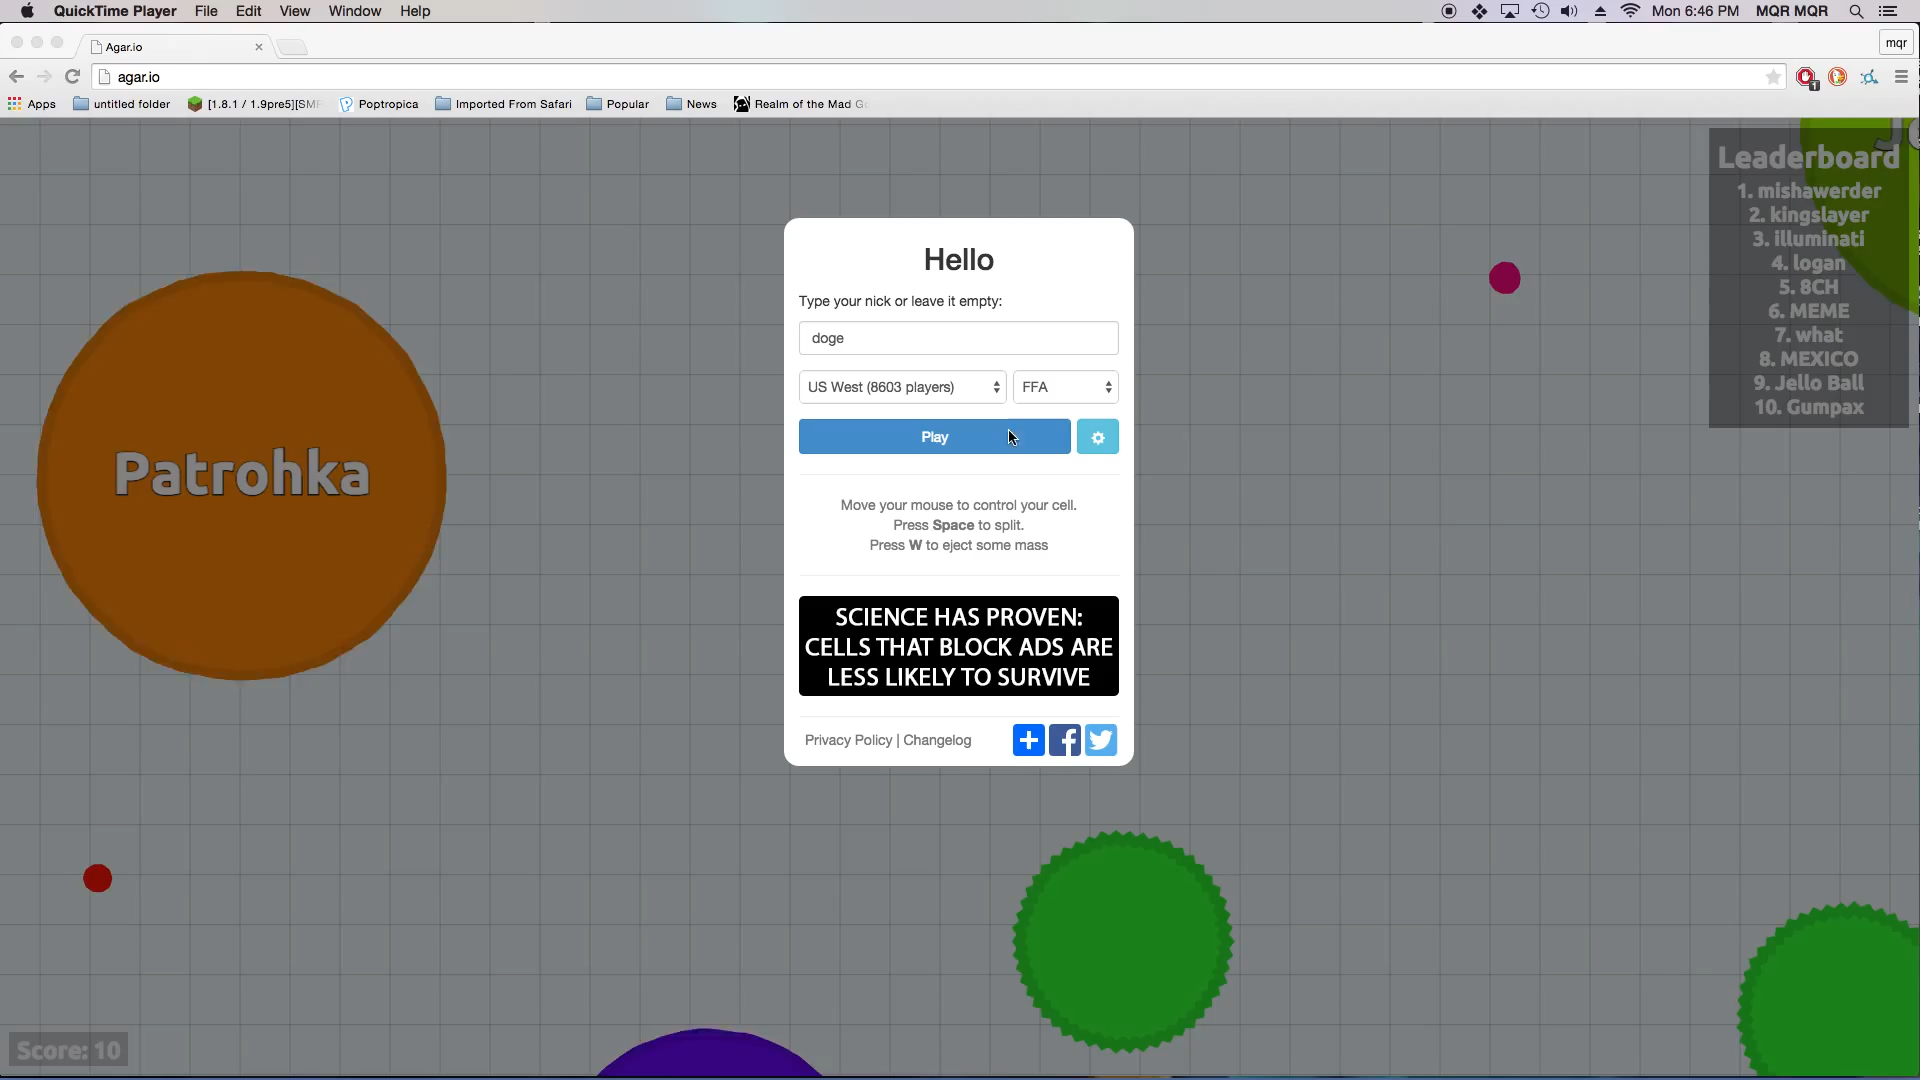 QuickTime Player File Edit View Window Help Mon 6:46 PM MQR MQR
Agar.io
mqr
agar.io
1
Apps untitled folder [1.8.1 / 1.9pre5][SM Poptropica Imported From Safari Popular News Realm of the Mad G
Leaderboard
1. mishawerder
2. kingslayer
3. illuminati
4. logan
5. 8CH
6. MEME
7. what
8. MEXICO
9. Jello Ball
10. Gumpax
Hello
Type your nick or leave it empty:
doge
US West (8603 players) FFA
Play
Patrohka
Move your mouse to control your cell.
Press Space to split.
Press W to eject some mass
SCIENCE HAS PROVEN:
CELLS THAT BLOCK ADS ARE
LESS LIKELY TO SURVIVE
Privacy Policy | Changelog
Score: 10